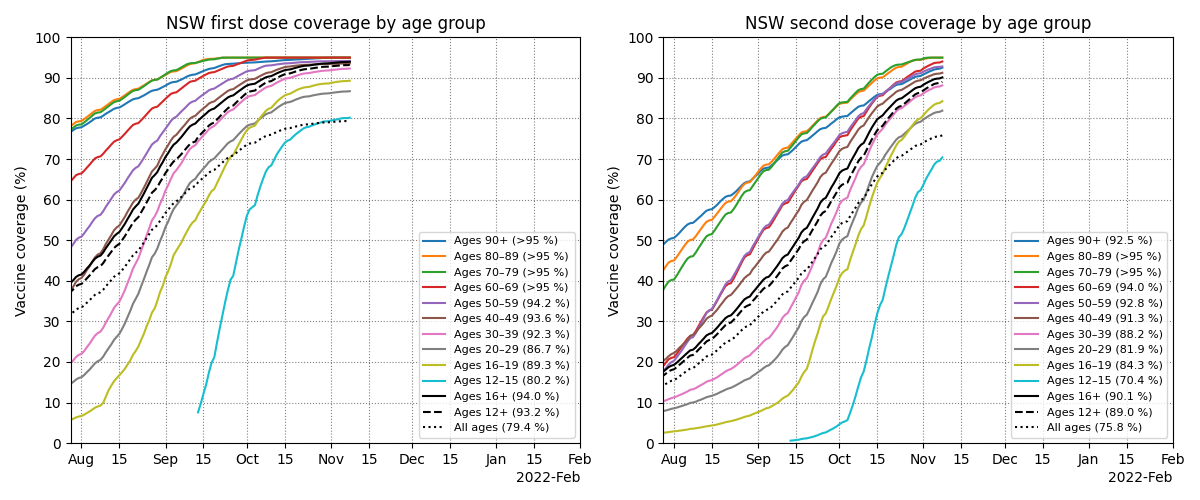 NSW first dose coverage by age group
Vaccine coverage (%)
100
90
80
70
60
50
40
30
20
10
0
Ages 90+ (>95 %)
Ages 80–89 (>95 %)
Ages 70–79 (>95 %)
Ages 60–69 (>95 %)
Ages 50–59 (94.2 %)
Ages 40–49 (93.6 %)
Ages 30–39 (92.3 %)
Ages 20–29 (86.7 %)
Ages 16–19 (89.3 %)
Ages 12–15 (80.2 %)
Ages 16+ (94.0 %)
Ages 12+ (93.2 %)
All ages (79.4 %)
Aug 15 Sep 15 Oct 15 Nov 15 Dec 15 Jan 15 Feb
2022-Feb
NSW second dose coverage by age group
Vaccine coverage (%)
100
90
80
70
60
50
40
30
20
10
0
Ages 90+ (92.5 %)
Ages 80–89 (>95 %)
Ages 70–79 (>95 %)
Ages 60–69 (94.0 %)
Ages 50–59 (92.8 %)
Ages 40–49 (91.3 %)
Ages 30–39 (88.2 %)
Ages 20–29 (81.9 %)
Ages 16–19 (84.3 %)
Ages 12–15 (70.4 %)
Ages 16+ (90.1 %)
Ages 12+ (89.0 %)
All ages (75.8 %)
Aug 15 Sep 15 Oct 15 Nov 15 Dec 15 Jan 15 Feb
2022-Feb